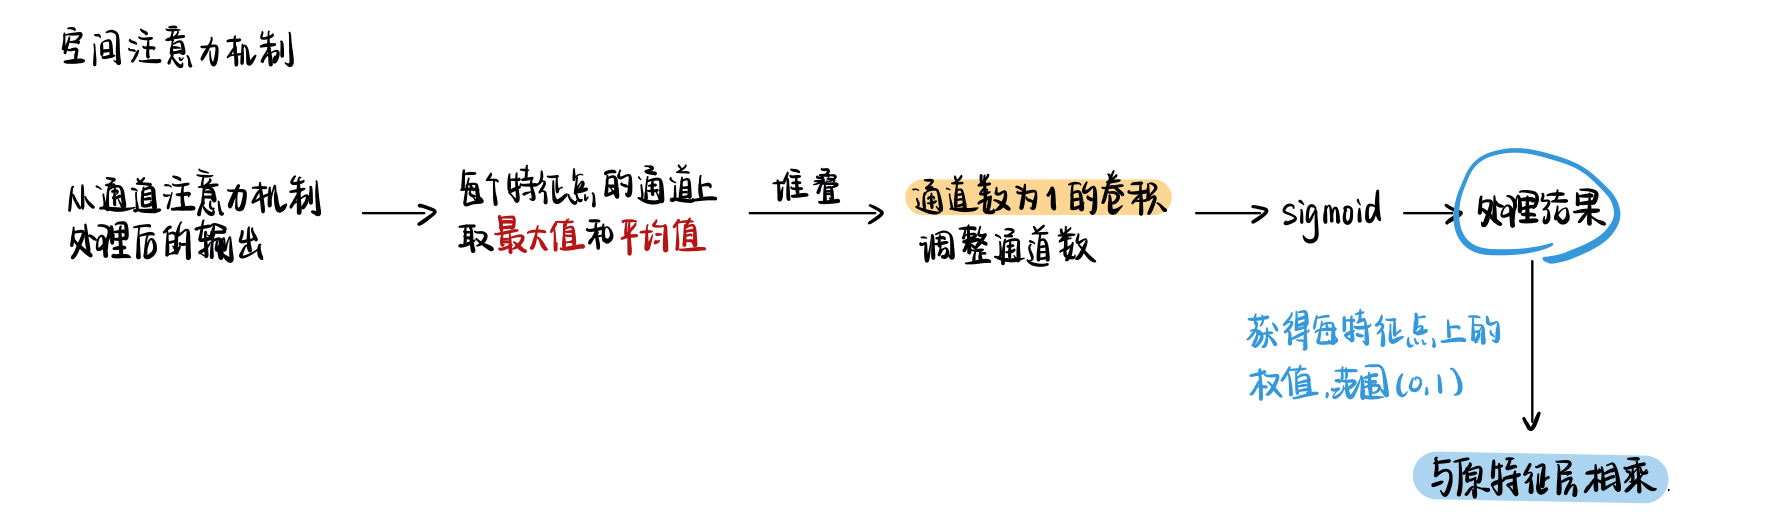 空间注意力机制
从通道注意力机制
处理后的输出
每个特征点的通道上
取最大值和平均值
堆叠
通道数为1的卷积
调整通道数
sigmoid
处理结果
获得每特征点上的
权值,范围(0,1)
与原特征层相乘.